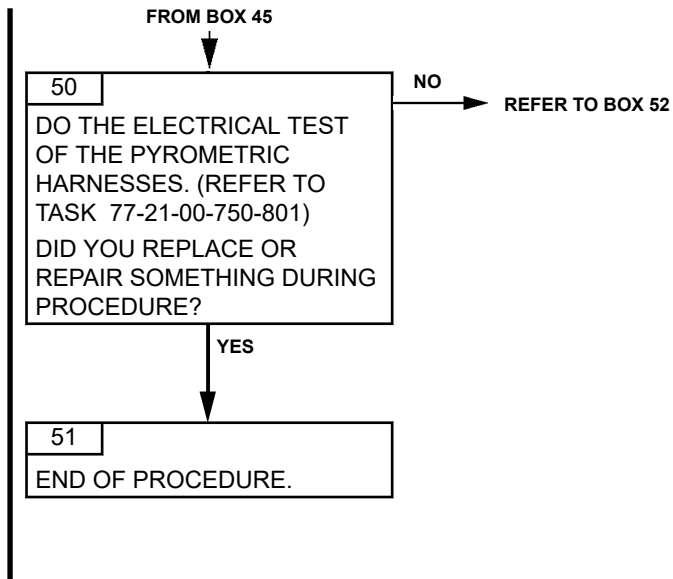 FROM BOX 45
50
NO
REFER TO BOX 52
DO THE ELECTRICAL TEST
OF THE PYROMETRIC
HARNESSES. (REFER TO
TASK  77-21-00-750-801)
DID YOU REPLACE OR
REPAIR SOMETHING DURING
PROCEDURE?
YES
51
END OF PROCEDURE.